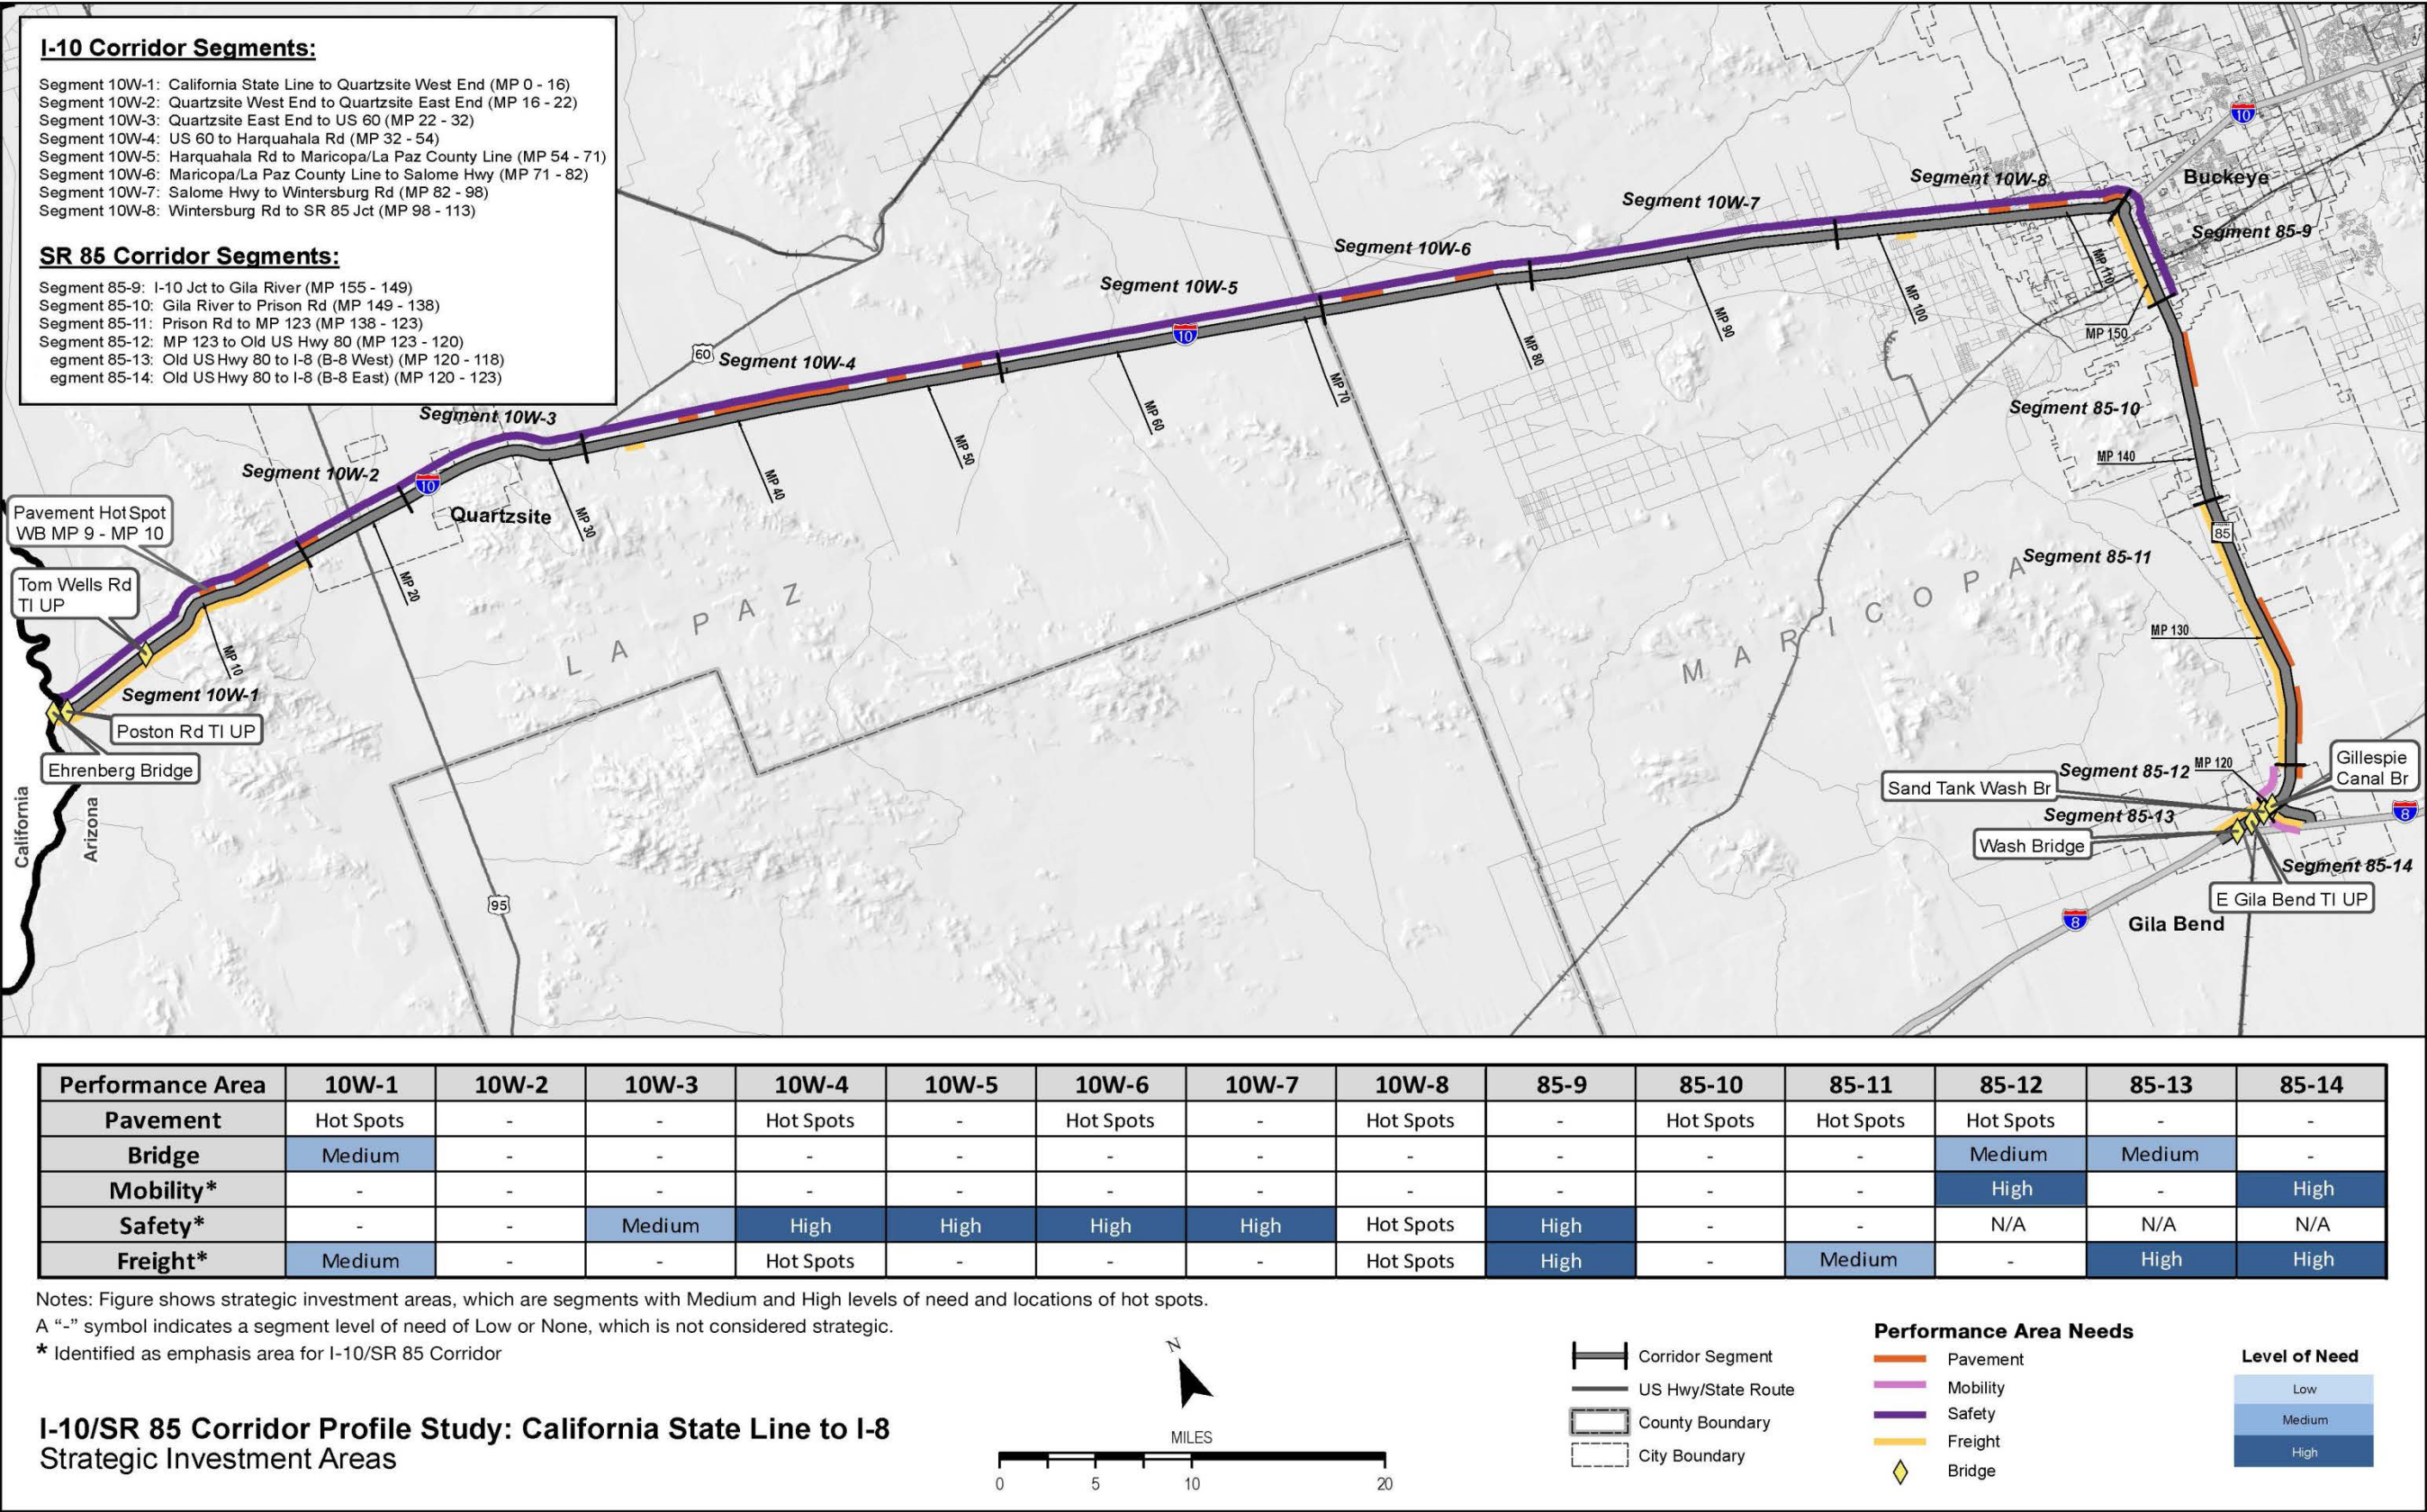 I-10 Corridor Segments:
Segment 10W-1: California State Line to Quartzsite West End (MP 0 - 16)
Segment 10W-2: Quartzsite West End to Quartzsite East End (MP 16 - 22)
Segment 10W-3: Quartzsite East End to US 60 (MP 22 - 32)
Segment 10W-4: US 60 to Harquahala Rd (MP 32 - 54)
Segment 10W-5: Harquahala Rd to Maricopa/La Paz County Line (MP 54 - 71)
Segment 10W-6: Maricopa/La Paz County Line to Salome Hwy (MP 71 - 82)
Segment 10W-7: Salome Hwy to Wintersburg Rd (MP 82 - 98)
Segment 10W-8: Wintersburg Rd to SR 85 Jct (MP 98 - 113)
SR 85 Corridor Segments:
Segment 85-9: I-10 Jct to Gila River (MP 155 - 149)
Segment 85-10: Gila River to Prison Rd (MP 149 - 138)
Segment 85-11: Prison Rd to MP 123 (MP 138 - 123)
Segment 85-12: MP 123 to Old US Hwy 80 (MP 123 - 120)
egment 85-13: Old US Hwy 80 to I-8 (B-8 West) (MP 120 - 118)
egment 85-14: Old US Hwy 80 to I-8 (B-8 East) (MP 120 - 123)
10
Buckeye
Segment 10W-8
Segment 10W-7
Segment 85-9
Segment 10W-6
MP 110
Segment 10W-5
MP 100
MP 90
MP 150
10
MP 80
60
Segment 10W-4
MP 70
Segment 10W-3
MP 60
Segment 85-10
MP 50
MP 140
Segment 10W-2
10
MP 40
Quartzsite
MP 30
85
Pavement Hot Spot
WB MP 9 - MP 10
Segment 85-11
Tom Wells Rd
TI UP
MP 20
LA PAZ
MARICOPA
MP 130
MP 10
Segment 10W-1
Poston Rd TI UP
Ehrenberg Bridge
California
Arizona
Segment 85-12
MP 120
Gillespie
Canal Br
Sand Tank Wash Br
Segment 85-13
8
Wash Bridge
Segment 85-14
E Gila Bend TI UP
95
8
Gila Bend
Performance Area 10W-1 10W-2 10W-3 10W-4 10W-5 10W-6 10W-7 10W-8 85-9 85-10 85-11 85-12 85-13 85-14
Pavement Hot Spots - - Hot Spots - Hot Spots - Hot Spots - Hot Spots Hot Spots Hot Spots - -
Bridge Medium - - - - - - - - - - Medium Medium -
Mobility* - - - - - - - - - - - High - High
Safety* - - Medium High High High High Hot Spots High - - N/A N/A N/A
Freight* Medium - - Hot Spots - - - Hot Spots High - Medium - High High
Notes: Figure shows strategic investment areas, which are segments with Medium and High levels of need and locations of hot spots.
A “-” symbol indicates a segment level of need of Low or None, which is not considered strategic.
* Identified as emphasis area for I-10/SR 85 Corridor
I-10/SR 85 Corridor Profile Study: California State Line to I-8
Strategic Investment Areas
N
MILES
0 5 10 20
Corridor Segment
US Hwy/State Route
County Boundary
City Boundary
Performance Area Needs
Pavement
Mobility
Safety
Freight
Bridge
Level of Need
Low
Medium
High